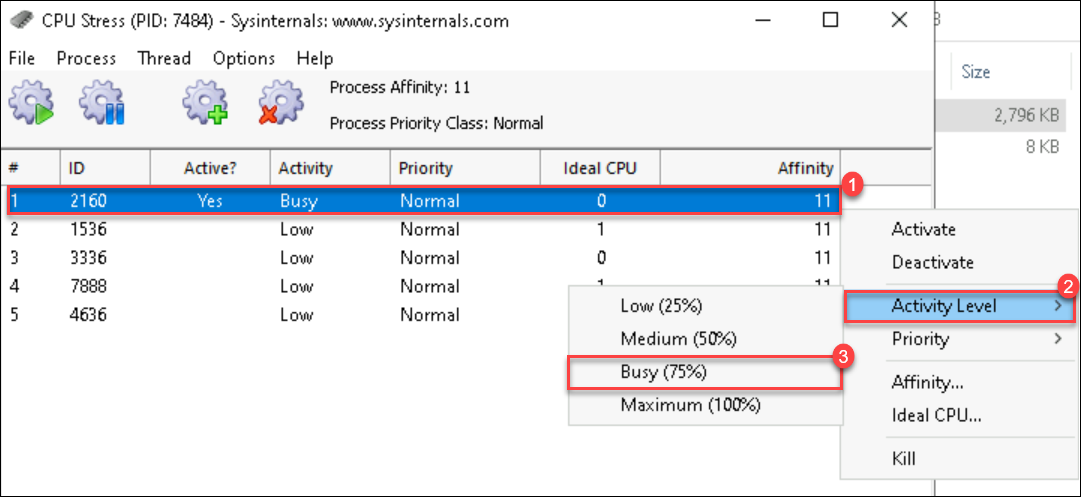 CPU Stress (PID: 7484) - Sysinternals: www.sysinternals.com
File Process Thread Options Help
Process Affinity: 11
Process Priority Class: Normal
Size
2,796 KB
8 KB
# ID Active? Activity Priority Ideal CPU Affinity
1 2160 Yes Busy Normal 0 11
1
2 1536 Low Normal 1 11
3 3336 Low Normal 0 11
4 7888 Low Normal 1 11
5 4636 Low Normal
Activate
Deactivate
Activity Level >
2
Priority >
Affinity...
Ideal CPU...
Kill
Low (25%)
Medium (50%)
Busy (75%)
3
Maximum (100%)